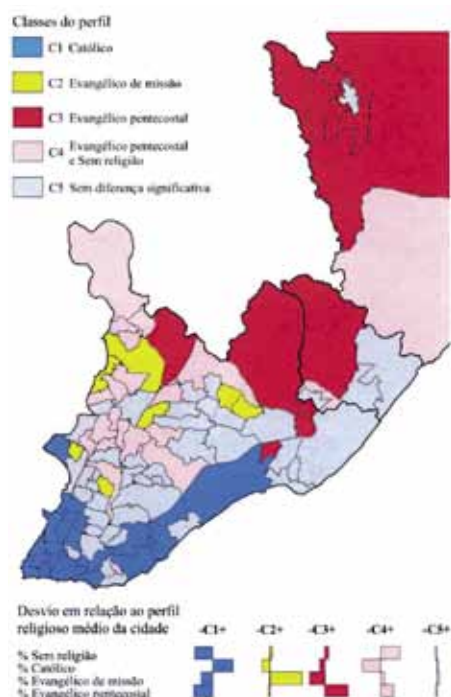 Classes do perfil
C1 Católico
C2 Evangélico de missão
C3 Evangélico pentecostal
C4 Evangélico pentecostal
e Sem religião
C5 Sem diferença significativa
Desvio em relação ao perfil
religioso médio da cidade
-C1+ -C2+ -C3+ -C4+ -C5+
% Sem religião
% Católico
% Evangélico de missão
% Evangélico pentecostal